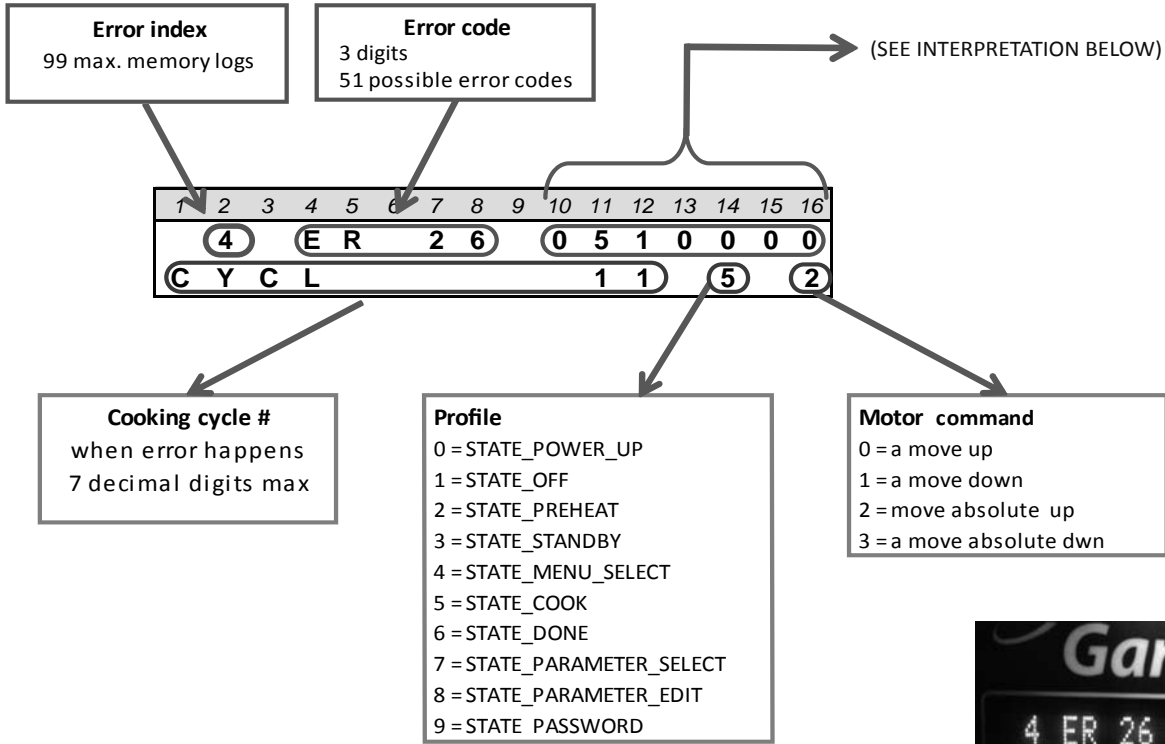 Error index
99 max. memory logs
Error code
3 digits
51 possible error codes
(SEE INTERPRETATION BELOW)
1 2 3 4 5 6 7 8 9 10 11 12 13 14 15 16
4 E R 2 6 0 5 1 0 0 0 0
C Y C L 1 1 5 2
Cooking cycle #
when error happens
7 decimal digits max
Profile
0 = STATE_POWER_UP
1 = STATE_OFF
2 = STATE_PREHEAT
3 = STATE_STANDBY
4 = STATE_MENU_SELECT
5 = STATE_COOK
6 = STATE_DONE
7 = STATE_PARAMETER_SELECT
8 = STATE_PARAMETER_EDIT
9 = STATE PASSWORD
Motor command
0 = a move up
1 = a move down
2 = move absolute up
3 = a move absolute dwn
Gar
4 ER 26